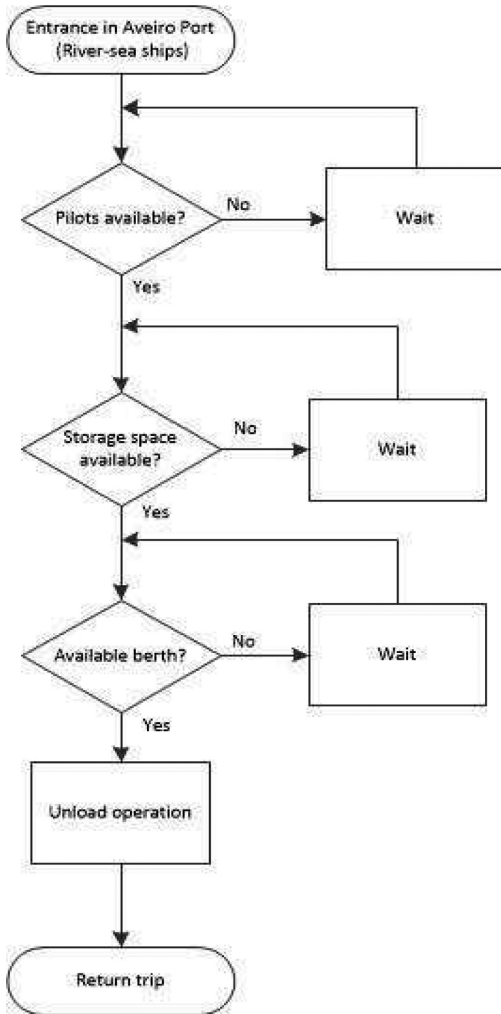 Entrance in Aveiro Port
(River-sea ships)
Pilots available?
No
Wait
Yes
Storage space
available?
No
Wait
Yes
Available berth?
No
Wait
Yes
Unload operation
Return trip